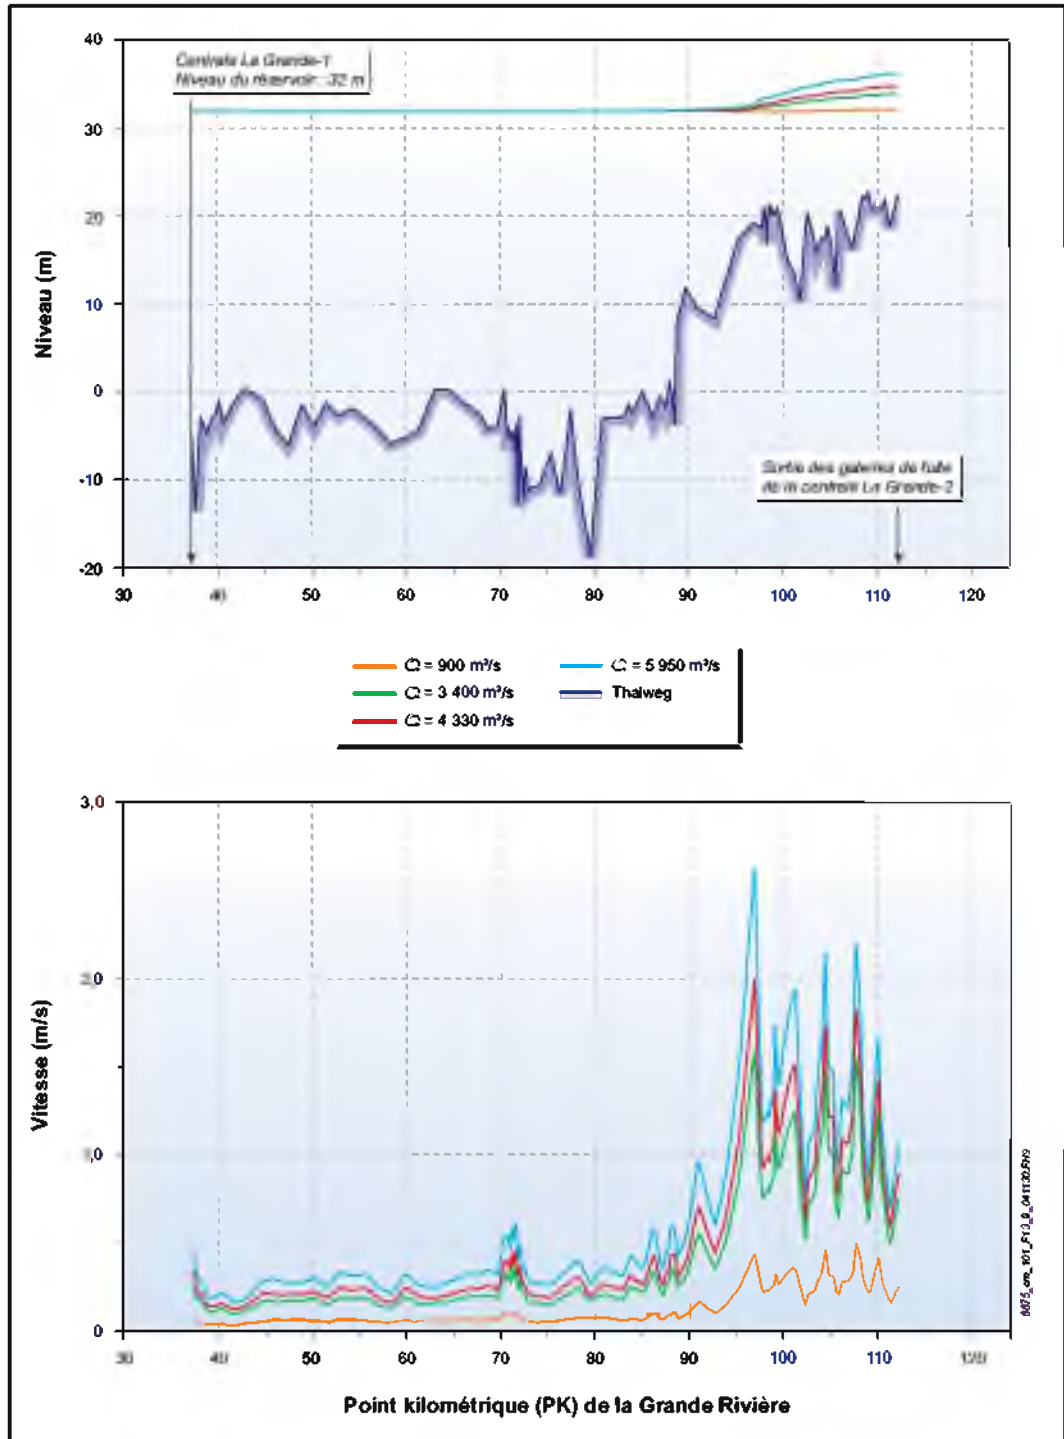 40
Centrale La Grande-1
Niveau du réservoir : 32 m
30
20
10
0
-10
-20
Niveau (m)
Sortie des galeries de fuite
de la centrale La Grande-2
30 40 50 60 70 80 90 100 110 120
Q = 900 m³/s
Q = 3 400 m³/s
Q = 4 330 m³/s
Q = 5 950 m³/s
Thalweg
3,0
2,0
1,0
0
Vitesse (m/s)
30 40 50 60 70 80 90 100 110 120
Point kilométrique (PK) de la Grande Rivière